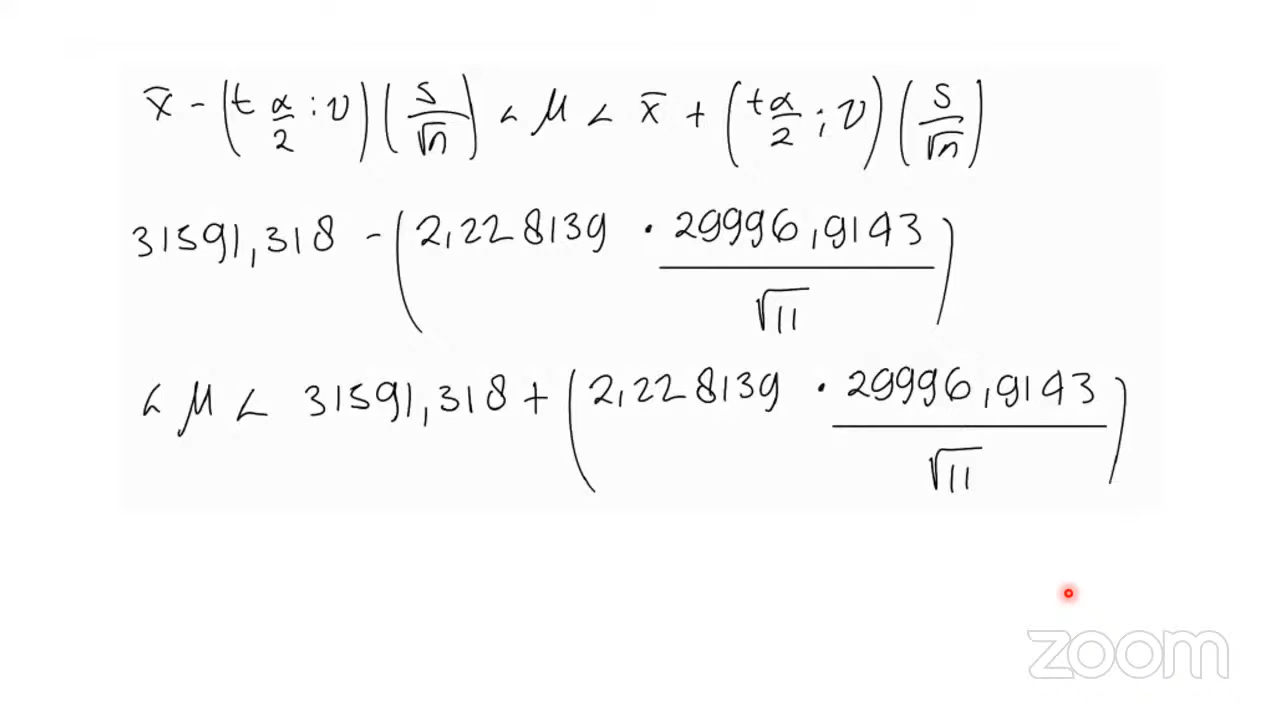 x̄ - (t α/2 ; ν) (s/√n) < μ < x̄ + (t α/2 ; ν) (s/√n)
31591,318 - (2,228139 · 29996,9143/√11)
< μ < 31591,318 + (2,228139 · 29996,9143/√11)
zoom